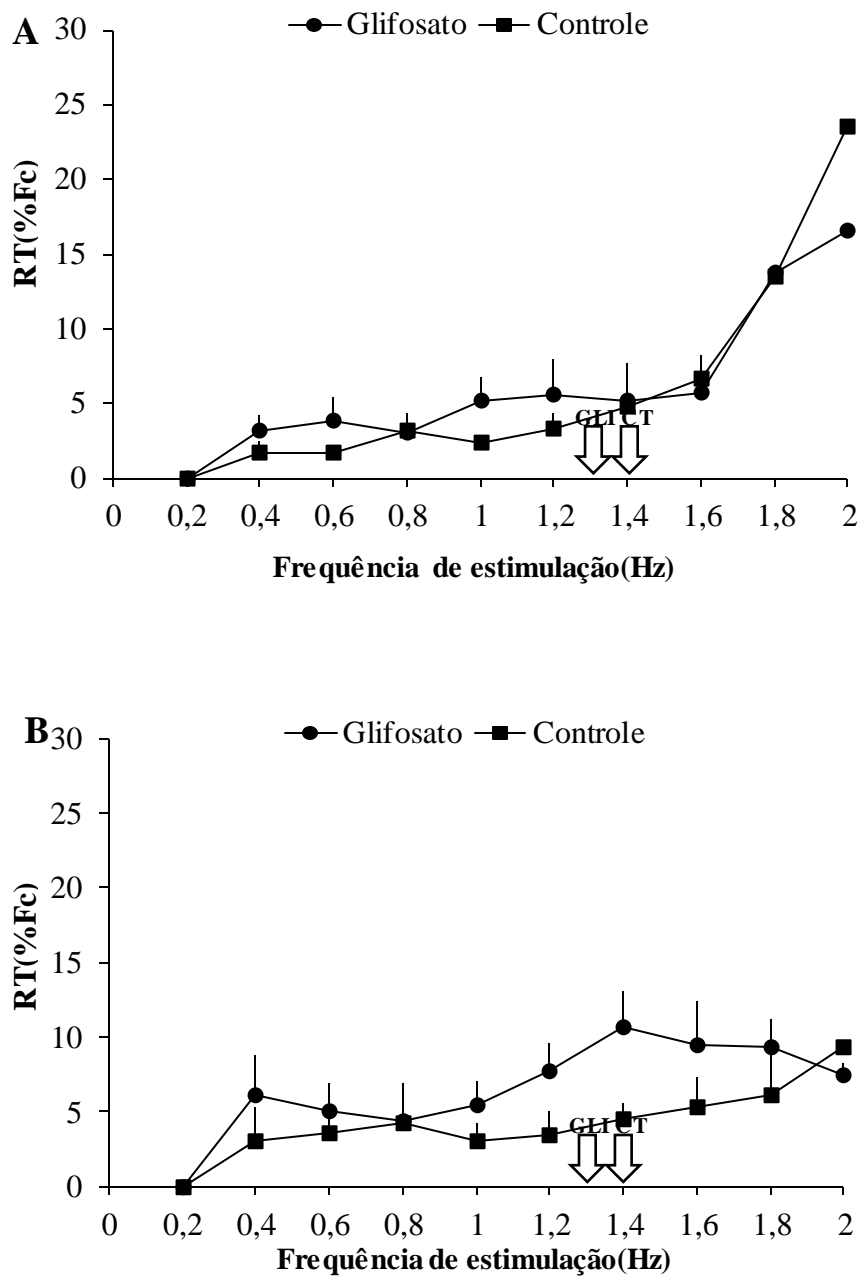 A
Glifosato Controle
30
25
20
15
10
5
0
RT(%Fc)
GLI CT
0 0,2 0,4 0,6 0,8 1 1,2 1,4 1,6 1,8 2
Frequência de estimulação(Hz)
B
Glifosato Controle
30
25
20
15
10
5
0
RT(%Fc)
GLI CT
0 0,2 0,4 0,6 0,8 1 1,2 1,4 1,6 1,8 2
Frequência de estimulação(Hz)